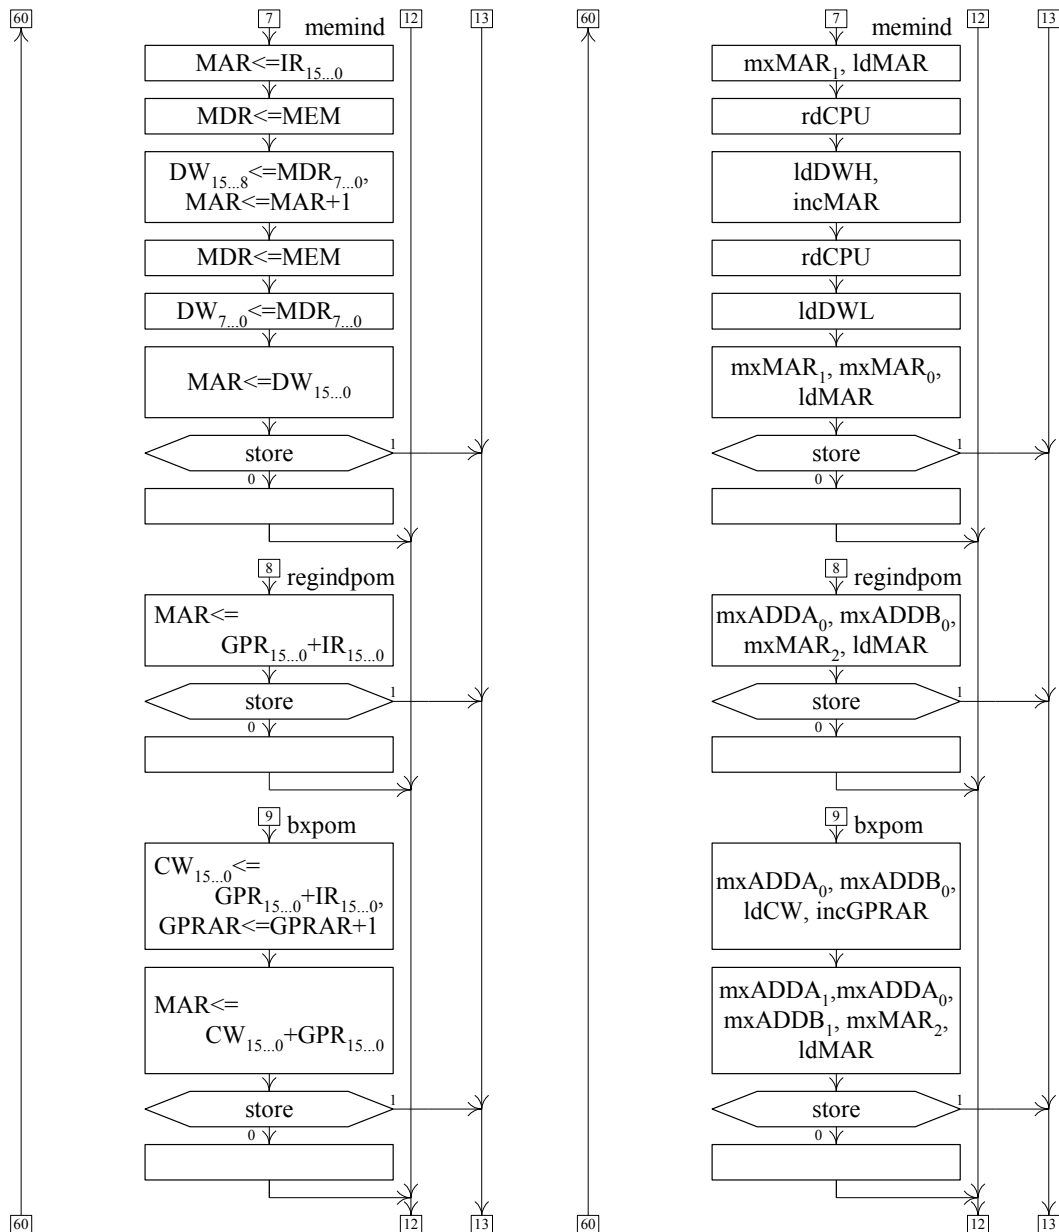 60 7 memind 12 13
MAR<=IR15...0
MDR<=MEM
DW15...8<=MDR7...0,
MAR<=MAR+1
MDR<=MEM
DW7...0<=MDR7...0
MAR<=DW15...0
store 1
0
8 regindpom
MAR<=
GPR15...0+IR15...0
store 1
0
9 bxpom
CW15...0<=
GPR15...0+IR15...0,
GPRAR<=GPRAR+1
MAR<=
CW15...0+GPR15...0
store 1
0
60 12 13
60 7 memind 12 13
mxMAR1, ldMAR
rdCPU
ldDWH,
incMAR
rdCPU
ldDWL
mxMAR1, mxMAR0,
ldMAR
store 1
0
8 regindpom
mxADDA0, mxADDB0,
mxMAR2, ldMAR
store 1
0
9 bxpom
mxADDA0, mxADDB0,
ldCW, incGPRAR
mxADDA1,mxADDA0,
mxADDB1, mxMAR2,
ldMAR
store 1
0
60 12 13